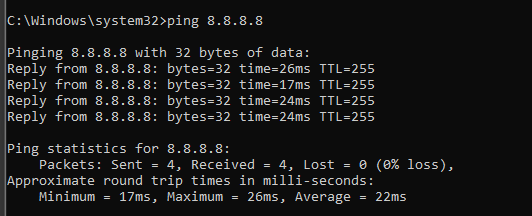 C:\Windows\system32>ping 8.8.8.8
Pinging 8.8.8.8 with 32 bytes of data:
Reply from 8.8.8.8: bytes=32 time=26ms TTL=255
Reply from 8.8.8.8: bytes=32 time=17ms TTL=255
Reply from 8.8.8.8: bytes=32 time=24ms TTL=255
Reply from 8.8.8.8: bytes=32 time=24ms TTL=255
Ping statistics for 8.8.8.8:
    Packets: Sent = 4, Received = 4, Lost = 0 (0% loss),
Approximate round trip times in milli-seconds:
    Minimum = 17ms, Maximum = 26ms, Average = 22ms